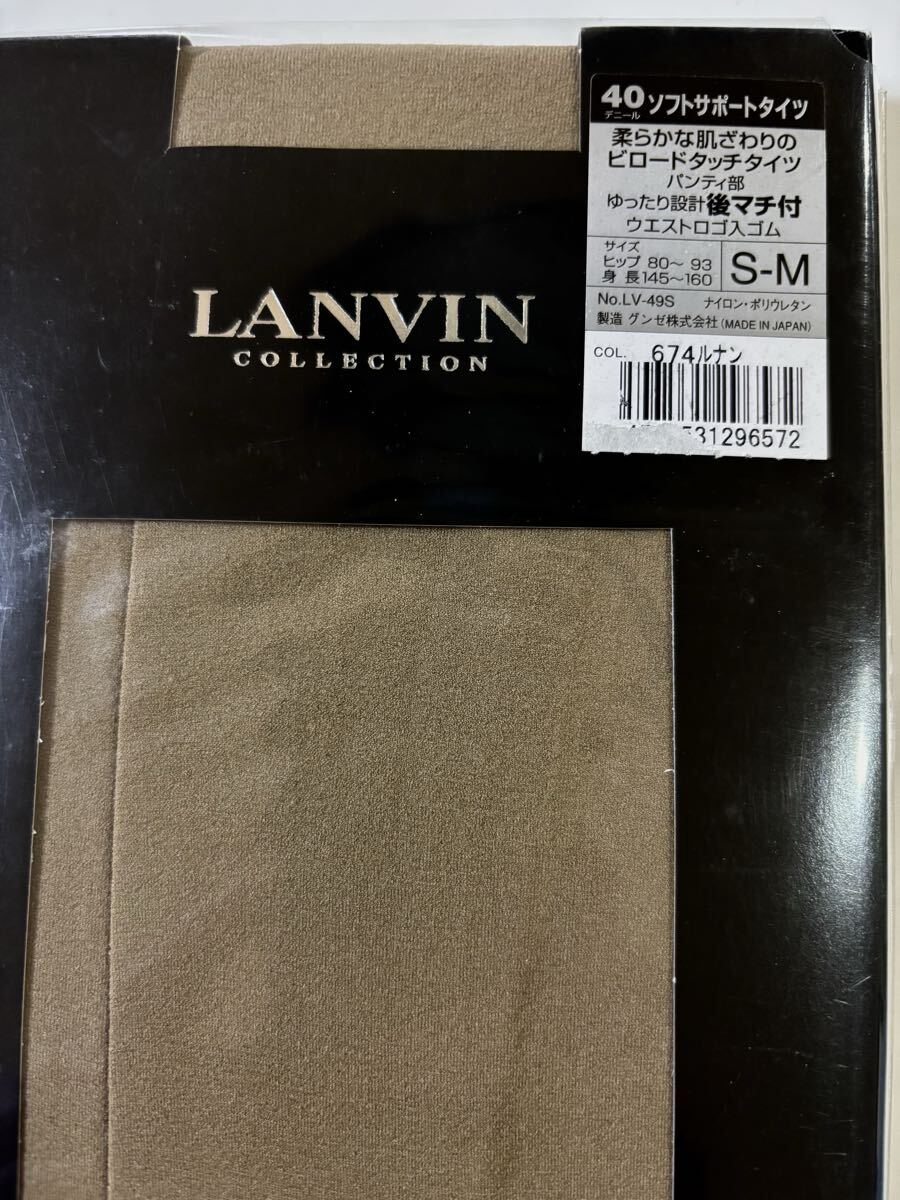 LANVIN
COLLECTION
40 デニール ソフトサポートタイツ
柔らかな肌ざわりの
ビロードタッチタイツ
パンティ部
ゆったり設計後マチ付
ウエストロゴ入ゴム
サイズ
ヒップ 80～ 93
身 長145～160
S-M
No.LV-49S ナイロン・ポリウレタン
製造 グンゼ株式会社(MADE IN JAPAN)
COL. 674ルナン
531296572